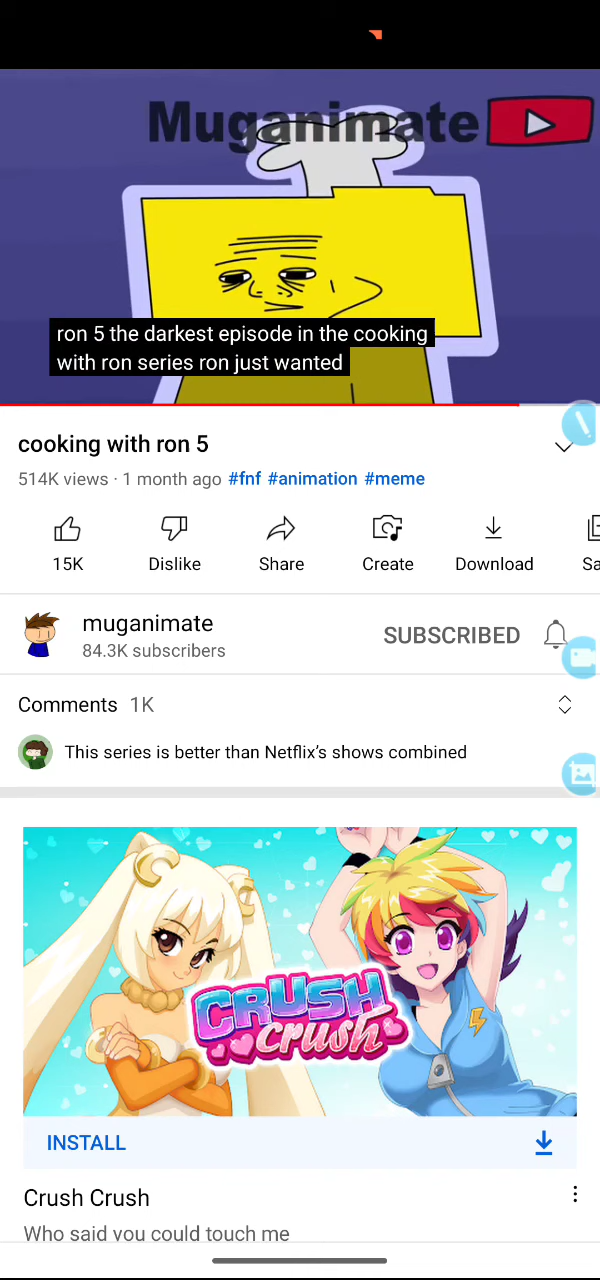 Muganimate
ron 5 the darkest episode in the cooking
with ron series ron just wanted
cooking with ron 5
514K views · 1 month ago #fnf #animation #meme
15K
Dislike
Share
Create
Download
Sa
muganimate
84.3K subscribers
SUBSCRIBED
Comments 1K
This series is better than Netflix’s shows combined
CRUSH
crush
INSTALL
Crush Crush
Who said you could touch me